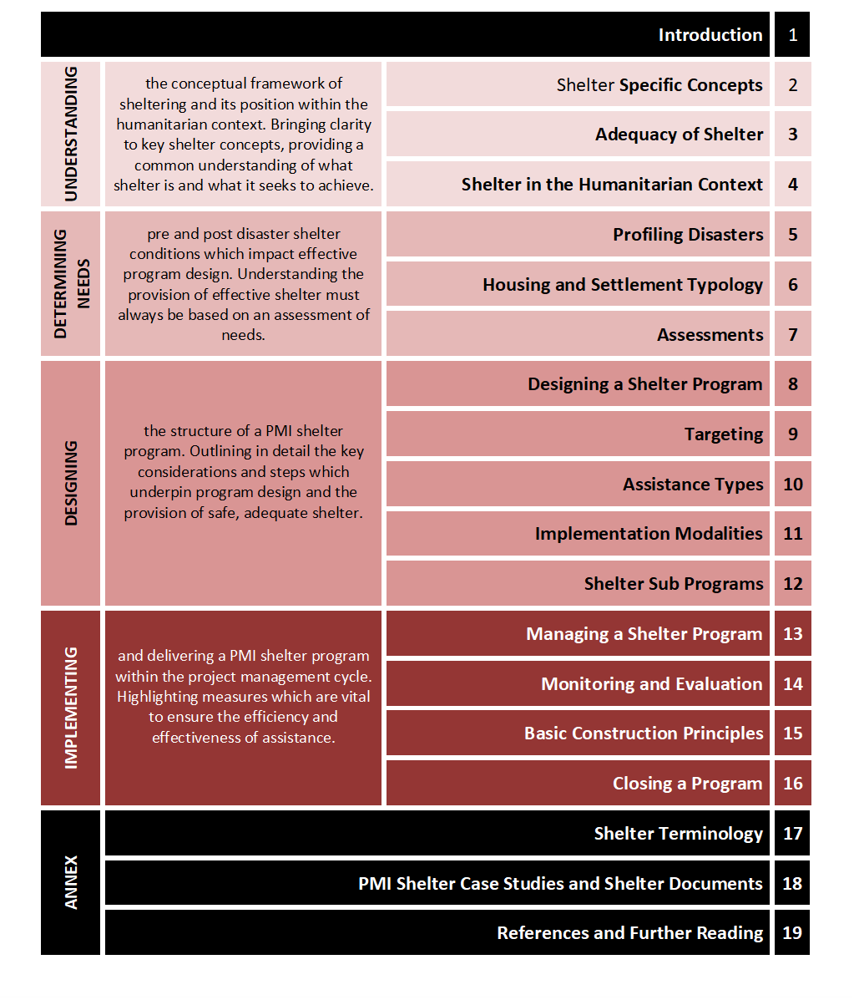 Introduction 1
UNDERSTANDING
the conceptual framework of
sheltering and its position within the
humanitarian context. Bringing clarity
to key shelter concepts, providing a
common understanding of what
shelter is and what it seeks to achieve.
Shelter Specific Concepts 2
Adequacy of Shelter 3
Shelter in the Humanitarian Context 4
DETERMINING
NEEDS
pre and post disaster shelter
conditions which impact effective
program design. Understanding the
provision of effective shelter must
always be based on an assessment of
needs.
Profiling Disasters 5
Housing and Settlement Typology 6
Assessments 7
DESIGNING
the structure of a PMI shelter
program. Outlining in detail the key
considerations and steps which
underpin program design and the
provision of safe, adequate shelter.
Designing a Shelter Program 8
Targeting 9
Assistance Types 10
Implementation Modalities 11
Shelter Sub Programs 12
IMPLEMENTING
and delivering a PMI shelter program
within the project management cycle.
Highlighting measures which are vital
to ensure the efficiency and
effectiveness of assistance.
Managing a Shelter Program 13
Monitoring and Evaluation 14
Basic Construction Principles 15
Closing a Program 16
ANNEX
Shelter Terminology 17
PMI Shelter Case Studies and Shelter Documents 18
References and Further Reading 19